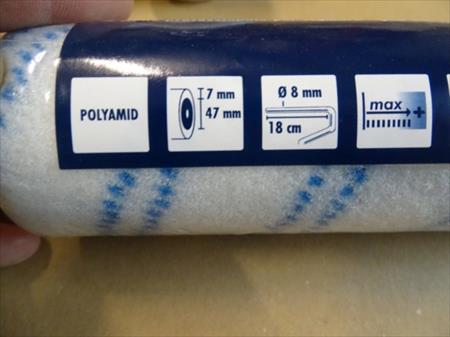 POLYAMID
7 mm
47 mm
Ø 8 mm
18 cm
max
+